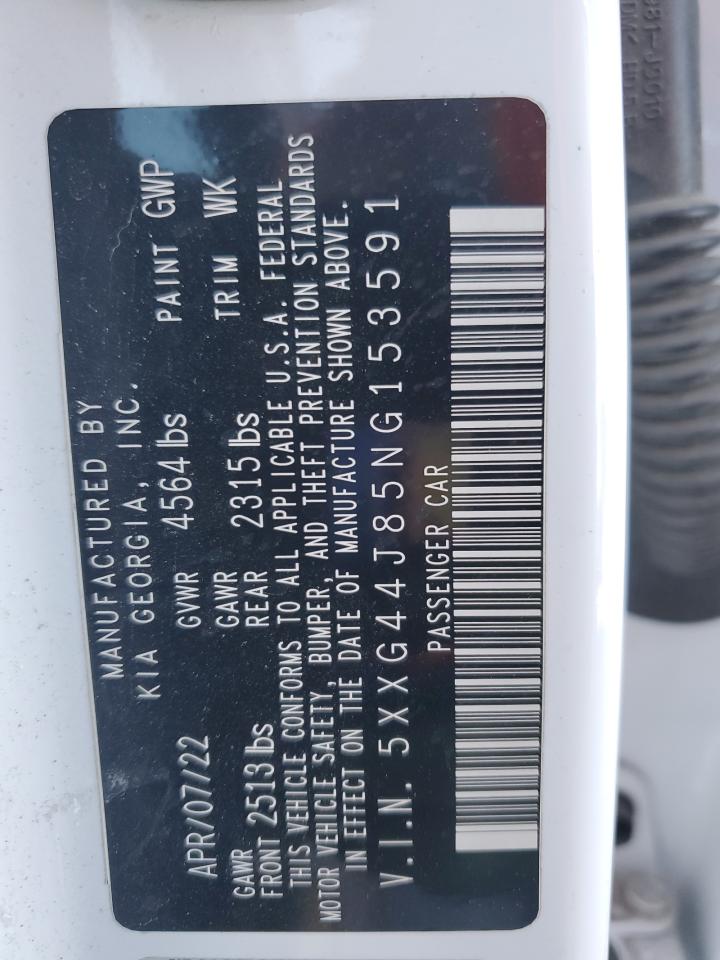 MANUFACTURED BY
KIA GEORGIA, INC.
APR/07/22 GVWR 4564 lbs PAINT GWP
GAWR FRONT 2513 lbs GAWR REAR 2315 lbs TRIM WK
THIS VEHICLE CONFORMS TO ALL APPLICABLE U.S.A. FEDERAL
MOTOR VEHICLE SAFETY, BUMPER, AND THEFT PREVENTION STANDARDS
IN EFFECT ON THE DATE OF MANUFACTURE SHOWN ABOVE.
V.I.N. 5XXG44J85NG153591
PASSENGER CAR